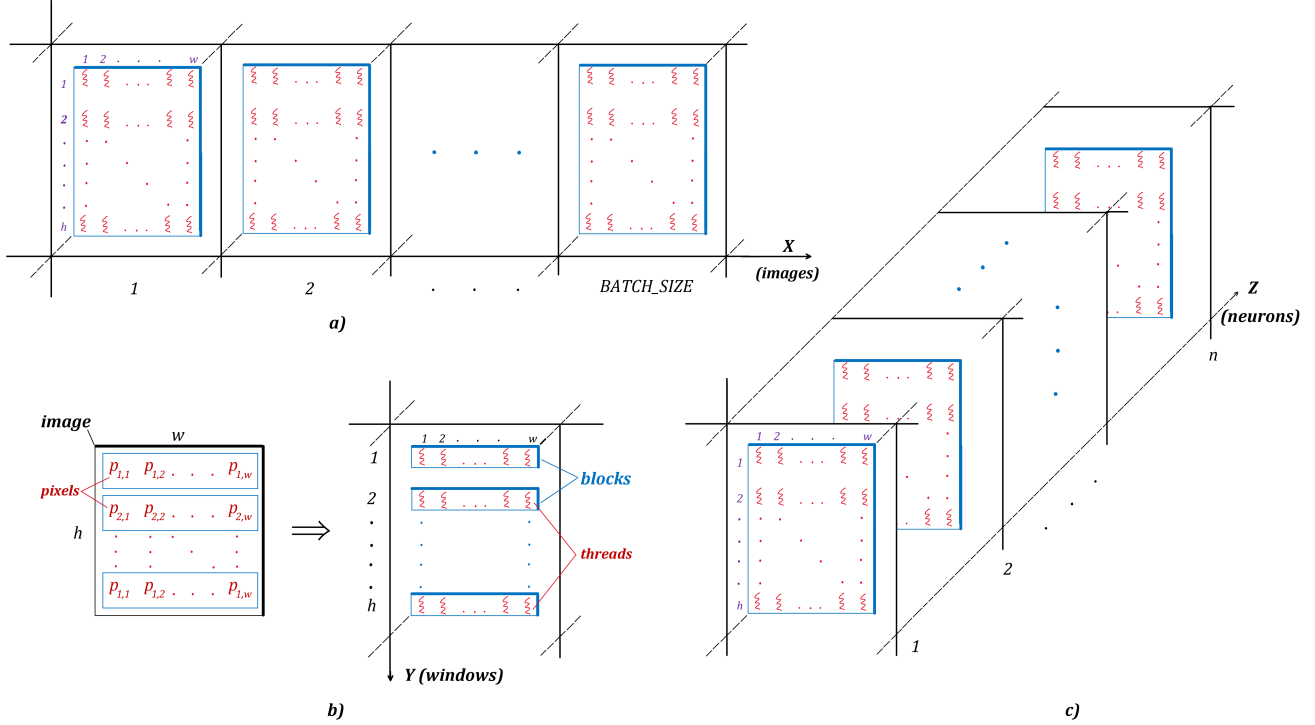 1 2 . . . w
1
2
.
.
.
h
. . .
. . .
. . .
X
(images)
1
2
. . .
BATCH_SIZE
a)
image
w
h
pixels
p1,1 p1,2 . . . p1,w
p2,1 p2,2 . . . p2,w
p1,1 p1,2 . . . p1,w
⇒
1 2 . . . w
1
2
.
.
.
.
h
blocks
threads
Y (windows)
b)
1 2 . . . w
1
2
.
.
.
h
1
2
. . .
n
Z
(neurons)
c)